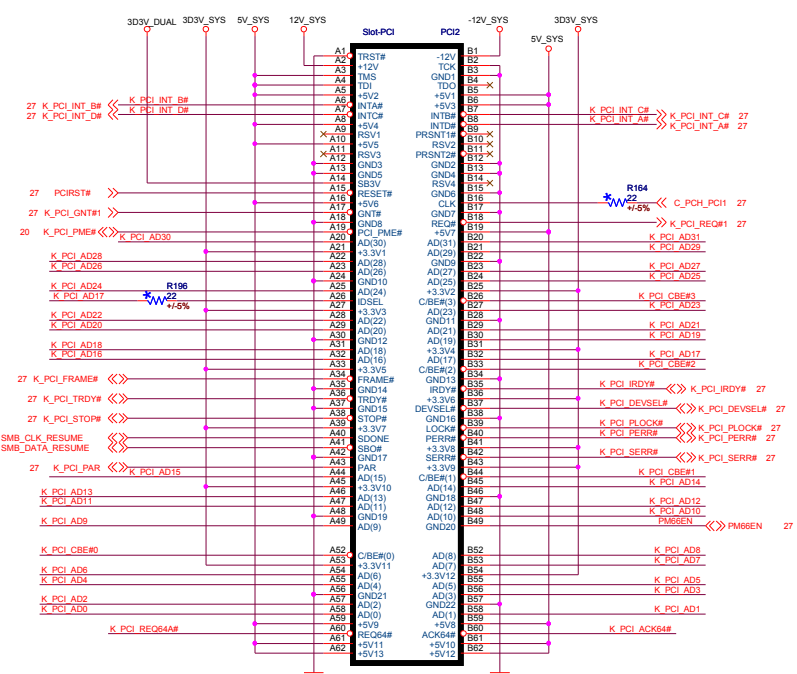 3D3V_DUAL 3D3V_SYS 5V_SYS 12V_SYS Slot-PCI PCI2 -12V_SYS 5V_SYS 3D3V_SYS
A1 TRST# -12V B1
A2 +12V TCK B2
A3 TMS GND1 B3
A4 TDI TDO B4
A5 +5V2 +5V1 B5
K_PCI_INT_B# A6 +5V3 B6
27 K_PCI_INT_B# INTA#
K_PCI_INT_D# A7 INTB# B7 K_PCI_INT_C# K_PCI_INT_C# 27
27 K_PCI_INT_D# INTC#
A8 +5V4 INTD# B8 K_PCI_INT_A# K_PCI_INT_A# 27
A9 RSV1 PRSNT1# B9
A10 +5V5 RSV2 B10
A11 RSV3 PRSNT2# B11
A12 GND3 GND2 B12
A13 GND5 GND4 B13
A14 SB3V RSV4 B14
27 PCIRST# A15 RESET# GND6 B15
A16 +5V6 CLK B16 R164 22 +/-5% C_PCH_PCI1 27
27 K_PCI_GNT#1 A17 GNT# GND7 B17
A18 GND8 REQ# B18 K_PCI_REQ#1 27
20 K_PCI_PME# A19 PCI_PME# +5V7 B19
K_PCI_AD30 A20 AD(30) AD(31) B20 K_PCI_AD31
A21 +3.3V1 AD(29) B21 K_PCI_AD29
K_PCI_AD28 A22 AD(28) GND9 B22
K_PCI_AD26 A23 AD(26) AD(27) B23 K_PCI_AD27
A24 GND10 AD(25) B24 K_PCI_AD25
K_PCI_AD24 R196 A25 AD(24) +3.3V2 B25
K_PCI_AD17 22 A26 IDSEL C/BE#(3) B26 K_PCI_CBE#3
+/-5% A27 +3.3V3 AD(23) B27 K_PCI_AD23
K_PCI_AD22 A28 AD(22) GND11 B28
K_PCI_AD20 A29 AD(20) AD(21) B29 K_PCI_AD21
A30 GND12 AD(19) B30 K_PCI_AD19
K_PCI_AD18 A31 AD(18) +3.3V4 B31
K_PCI_AD16 A32 AD(16) AD(17) B32 K_PCI_AD17
A33 +3.3V5 C/BE#(2) B33 K_PCI_CBE#2
27 K_PCI_FRAME# A34 FRAME# GND13 B34
A35 GND14 IRDY# B35 K_PCI_IRDY# K_PCI_IRDY# 27
27 K_PCI_TRDY# A36 TRDY# +3.3V6 B36
A37 GND15 DEVSEL# B37 K_PCI_DEVSEL# K_PCI_DEVSEL# 27
27 K_PCI_STOP# A38 STOP# GND16 B38
A39 +3.3V7 LOCK# B39 K_PCI_PLOCK# K_PCI_PLOCK# 27
SMB_CLK_RESUME A40 SDONE PERR# B40 K_PCI_PERR# K_PCI_PERR# 27
SMB_DATA_RESUME A41 SBO# +3.3V8 B41
A42 GND17 SERR# B42 K_PCI_SERR# K_PCI_SERR# 27
27 K_PCI_PAR A43 PAR +3.3V9 B43
K_PCI_AD15 A44 AD(15) C/BE#(1) B44 K_PCI_CBE#1
A45 +3.3V10 AD(14) B45 K_PCI_AD14
K_PCI_AD13 A46 AD(13) GND18 B46
K_PCI_AD11 A47 AD(11) AD(12) B47 K_PCI_AD12
A48 GND19 AD(10) B48 K_PCI_AD10
K_PCI_AD9 A49 AD(9) GND20 B49 PM66EN PM66EN 27
K_PCI_CBE#0 A52 C/BE#(0) AD(8) B52 K_PCI_AD8
A53 +3.3V11 AD(7) B53 K_PCI_AD7
K_PCI_AD6 A54 AD(6) +3.3V12 B54
K_PCI_AD4 A55 AD(4) AD(5) B55 K_PCI_AD5
A56 GND21 AD(3) B56 K_PCI_AD3
K_PCI_AD2 A57 AD(2) GND22 B57
K_PCI_AD0 A58 AD(0) AD(1) B58 K_PCI_AD1
A59 +5V9 +5V8 B59
K_PCI_REQ64A# A60 REQ64# ACK64# B60 K_PCI_ACK64#
A61 +5V11 +5V10 B61
A62 +5V13 +5V12 B62